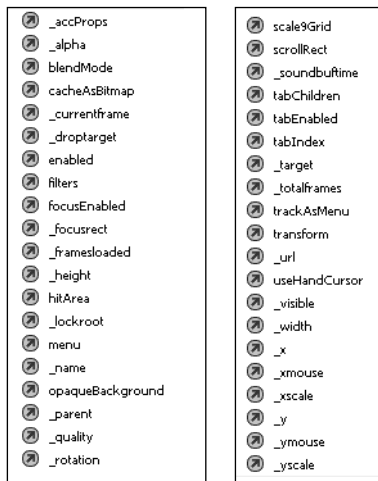 _accProps
_alpha
blendMode
cacheAsBitmap
_currentframe
_droptarget
enabled
filters
focusEnabled
_focusrect
_framesloaded
_height
hitArea
_lockroot
menu
_name
opaqueBackground
_parent
_quality
_rotation
scale9Grid
scrollRect
_soundbuftime
tabChildren
tabEnabled
tabIndex
_target
_totalframes
trackAsMenu
transform
_url
useHandCursor
_visible
_width
_x
_xmouse
_xscale
_y
_ymouse
_yscale